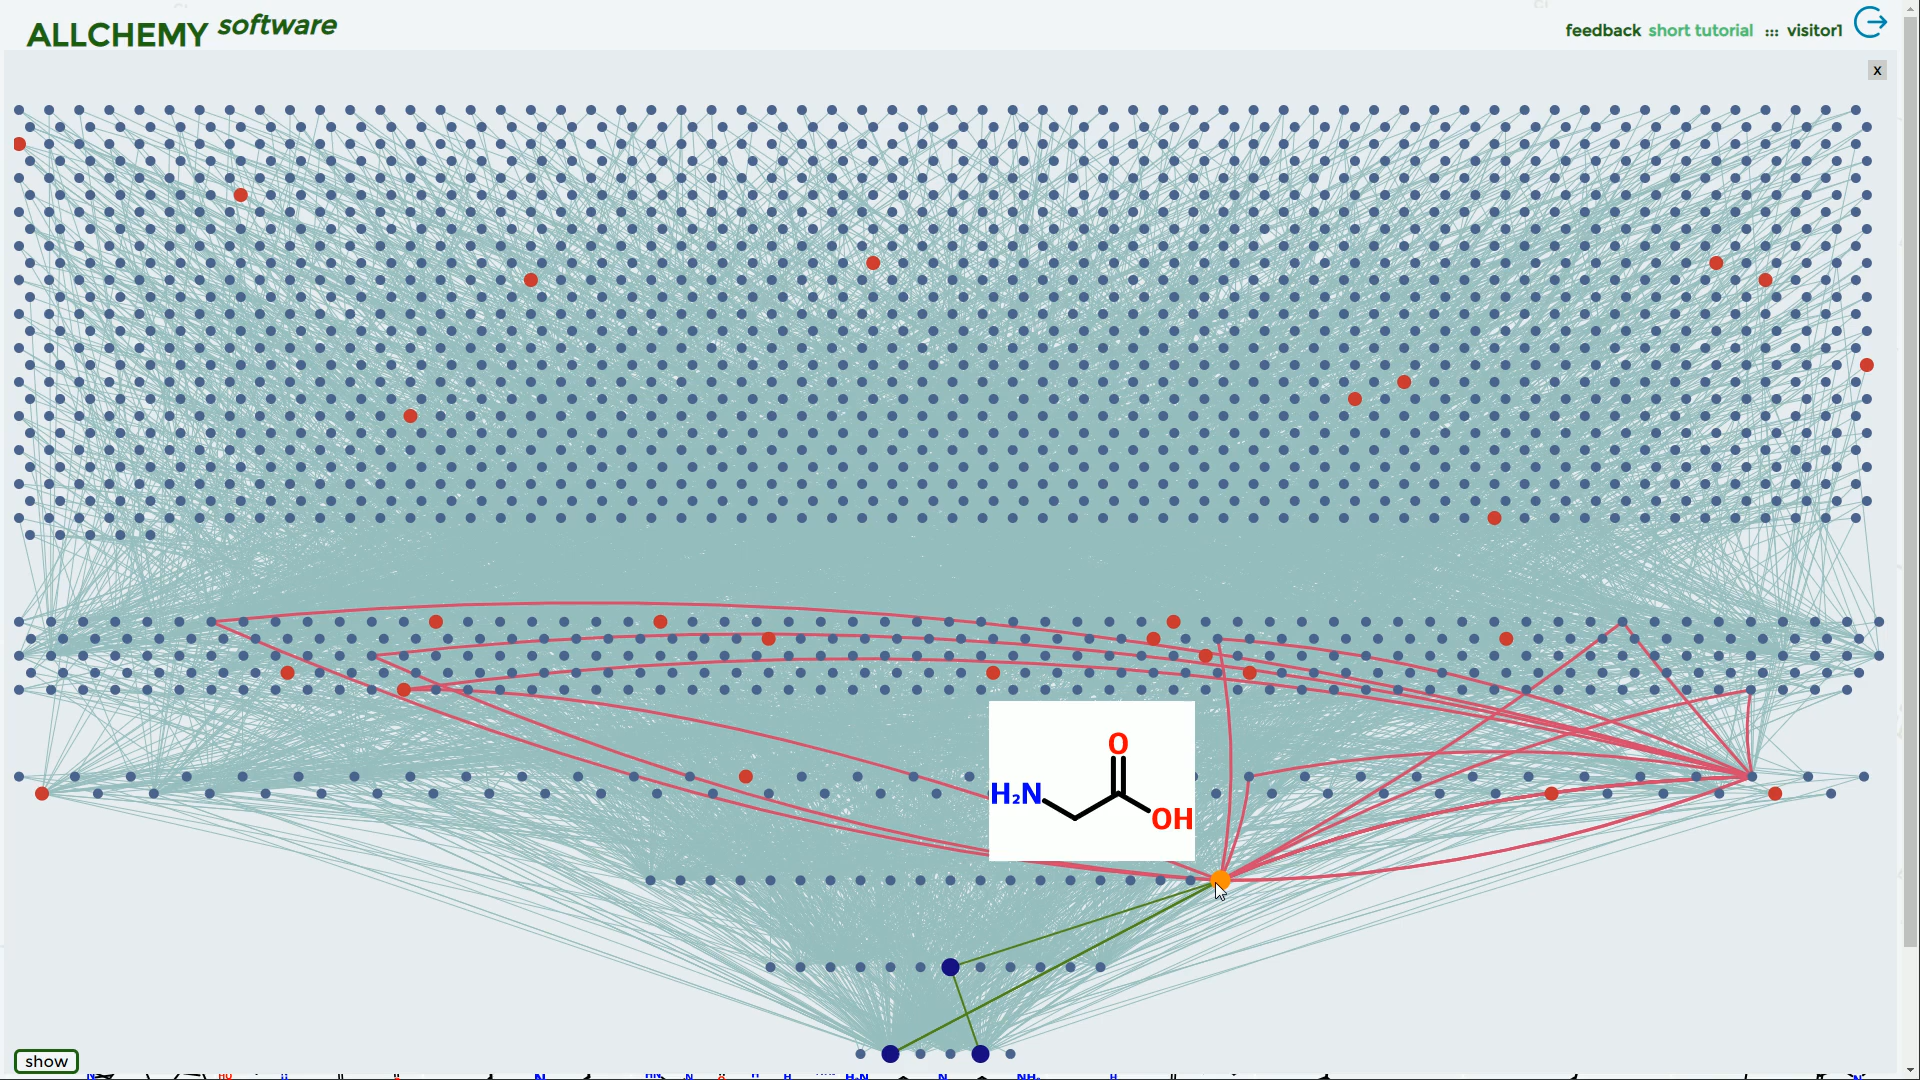 ALLCHEMY software
feedback short tutorial ::: visitor1
x
O
H₂N
OH
show